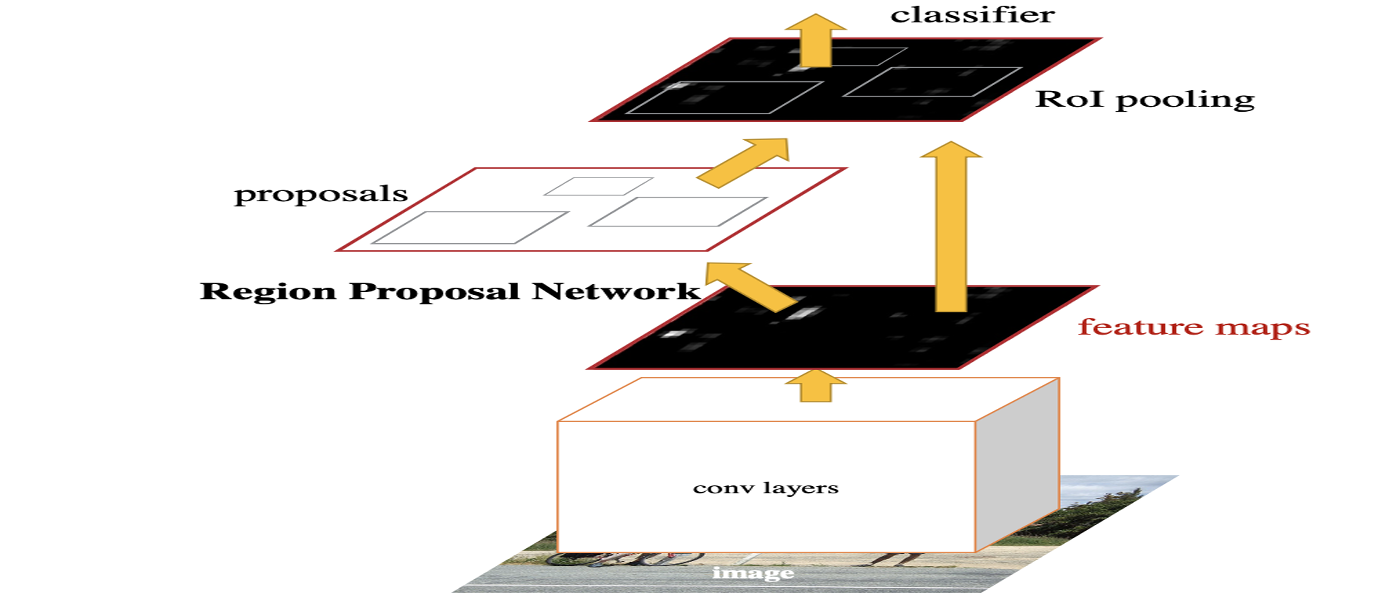 classifier
RoI pooling
proposals
Region Proposal Network
feature maps
conv layers
image